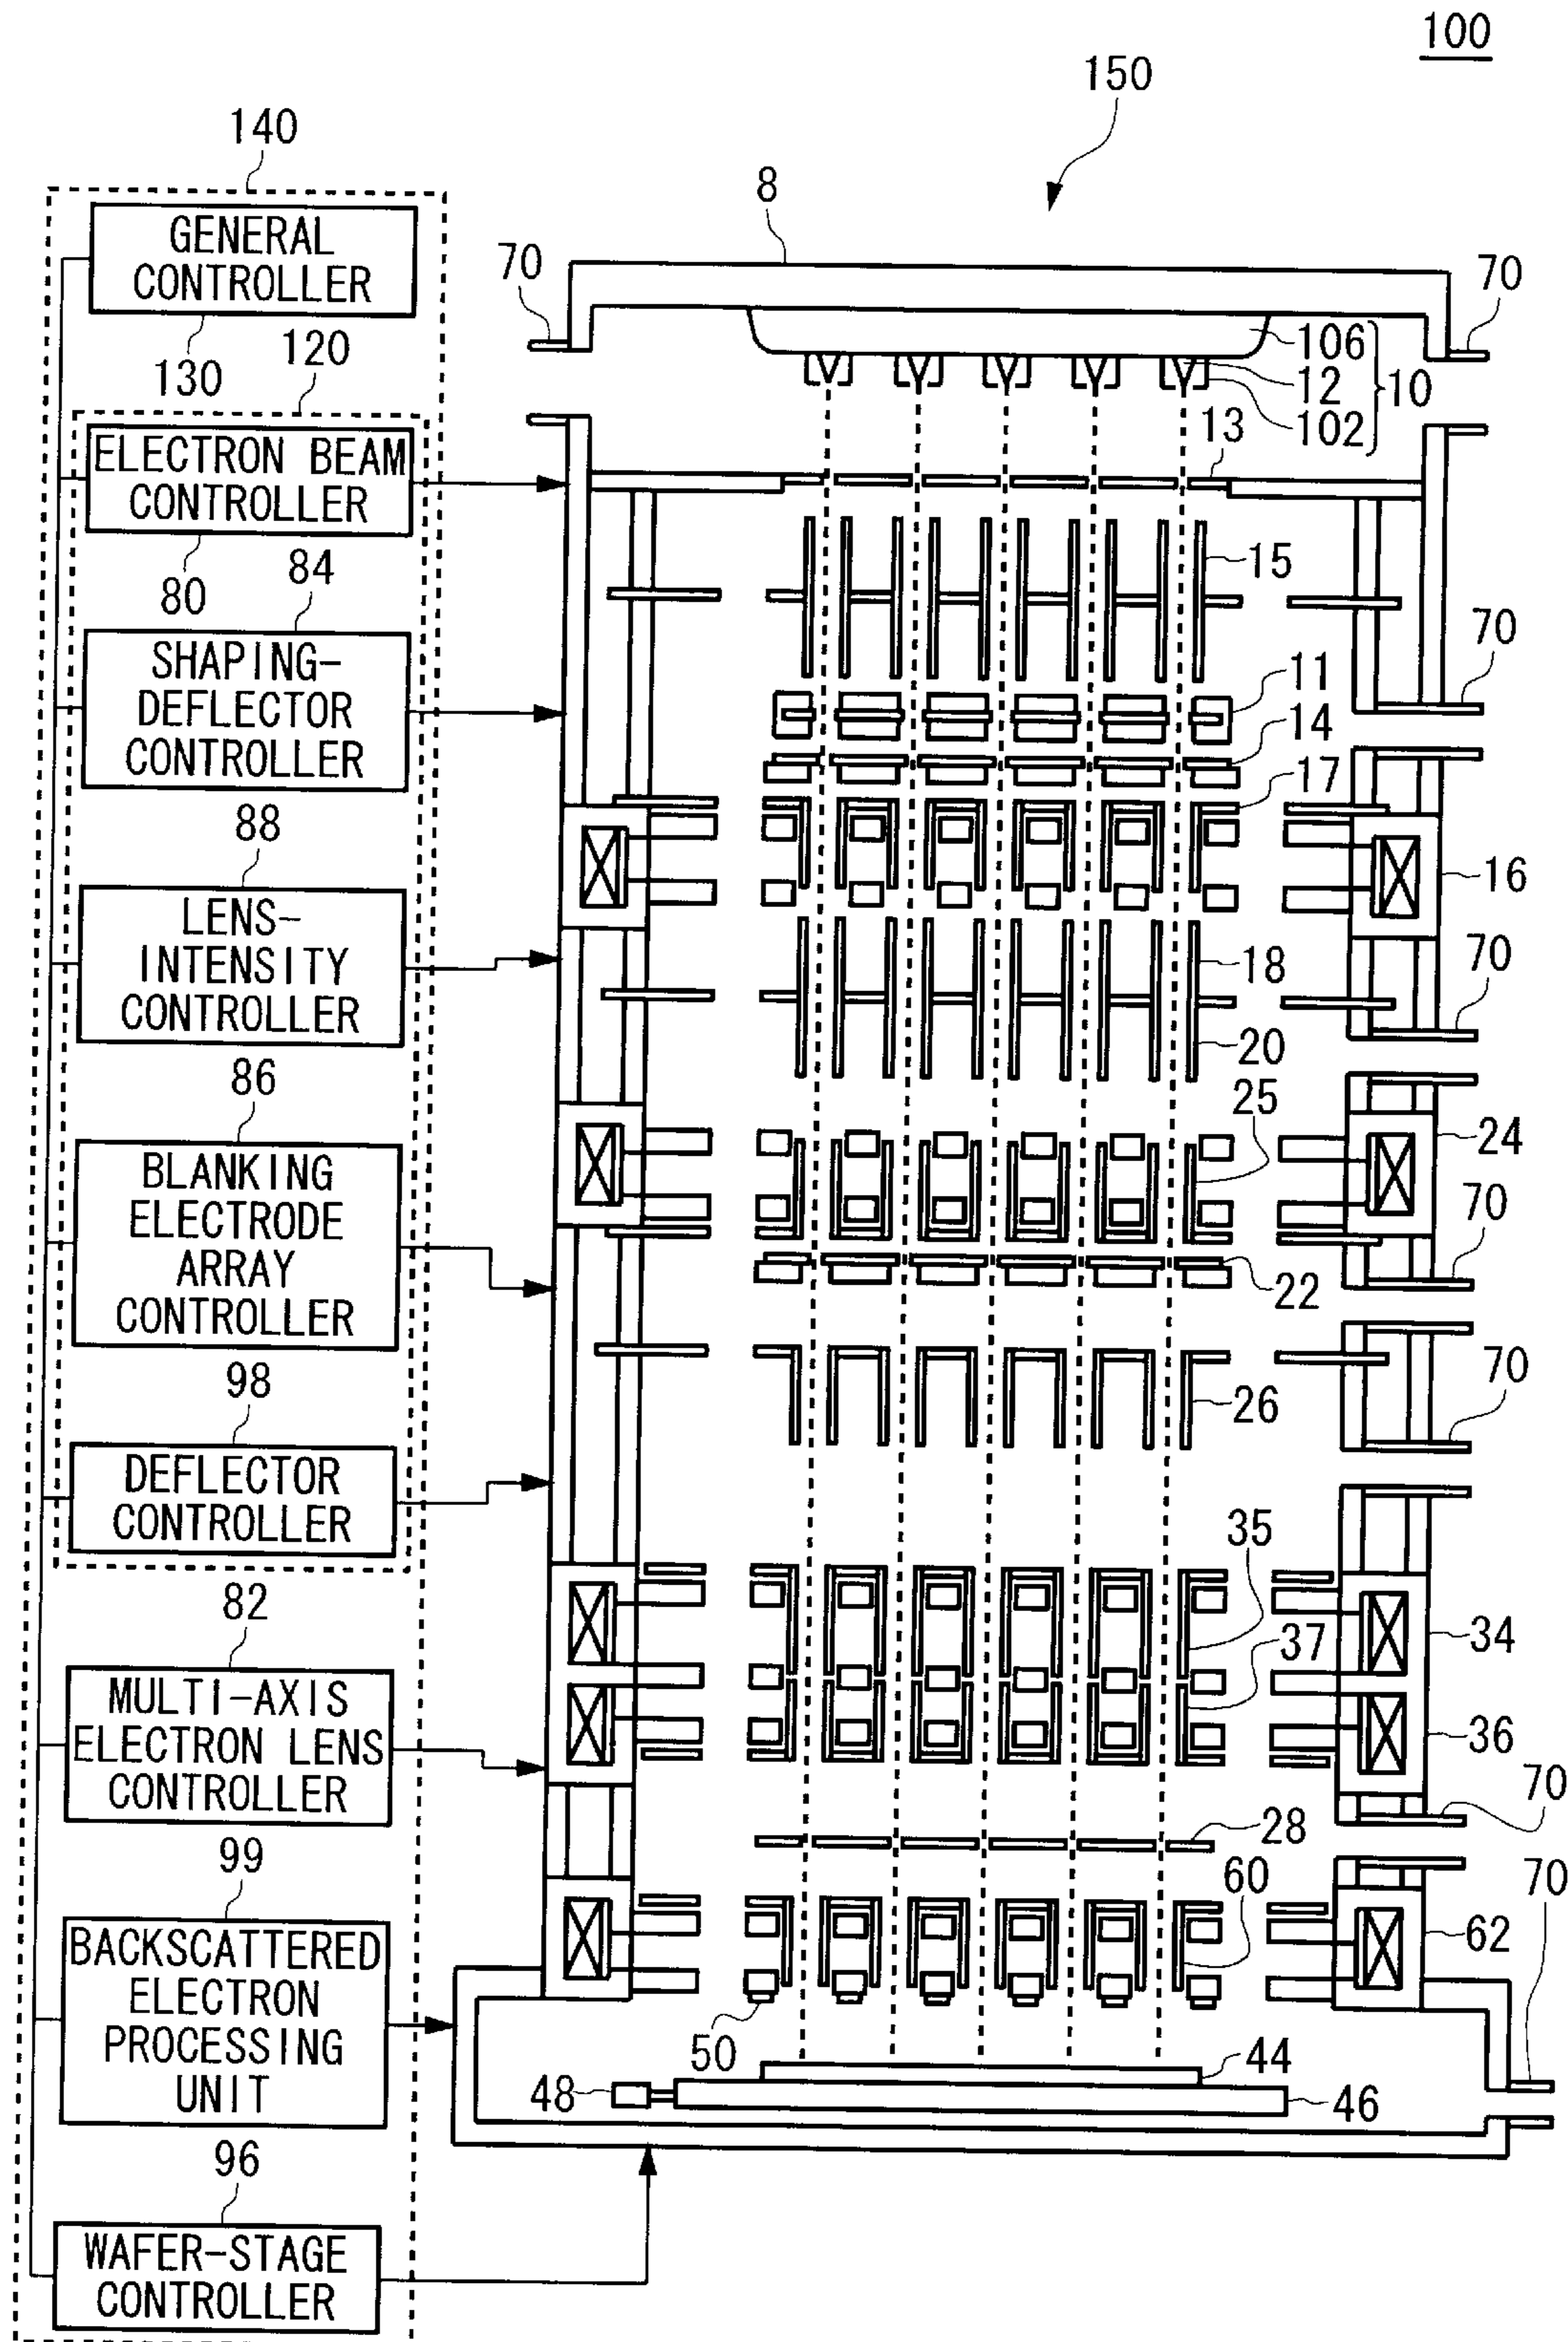 100
150
140
8
GENERAL
CONTROLLER
130
70
70
106
12
102
10
120
13
ELECTRON BEAM
CONTROLLER
80
84
15
SHAPING-
DEFLECTOR
CONTROLLER
70
11
14
17
88
16
LENS-
INTENSITY
CONTROLLER
18
70
20
86
25
24
BLANKING
ELECTRODE
ARRAY
CONTROLLER
70
22
98
26
70
DEFLECTOR
CONTROLLER
35
82
34
37
MULTI-AXIS
ELECTRON LENS
CONTROLLER
36
70
28
99
60
70
BACKSCATTERED
ELECTRON
PROCESSING
UNIT
62
50
44
48
46
96
WAFER-STAGE
CONTROLLER